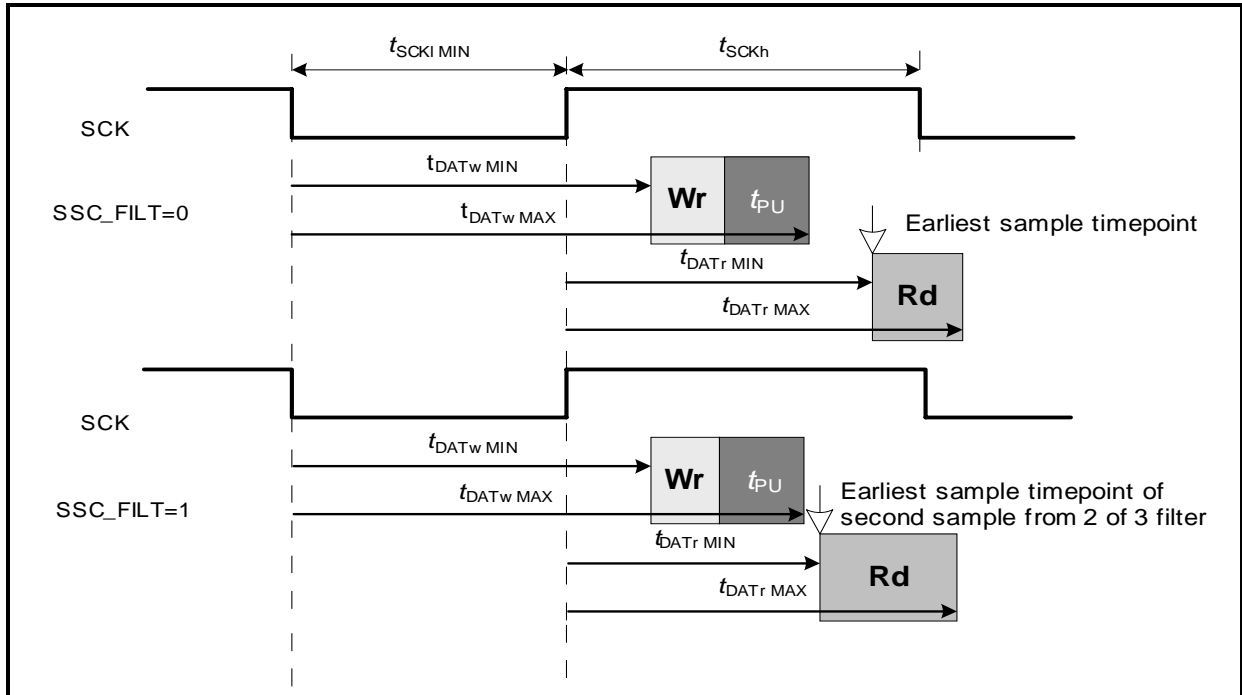 tSCKl MIN
tSCKh
SCK
tDATw MIN
Wr
tPU
SSC_FILT=0
tDATw MAX
Earliest sample timepoint
tDATr MIN
Rd
tDATr MAX
SCK
tDATw MIN
Wr
tPU
SSC_FILT=1
tDATw MAX
Earliest sample timepoint of
second sample from 2 of 3 filter
tDATr MIN
Rd
tDATr MAX